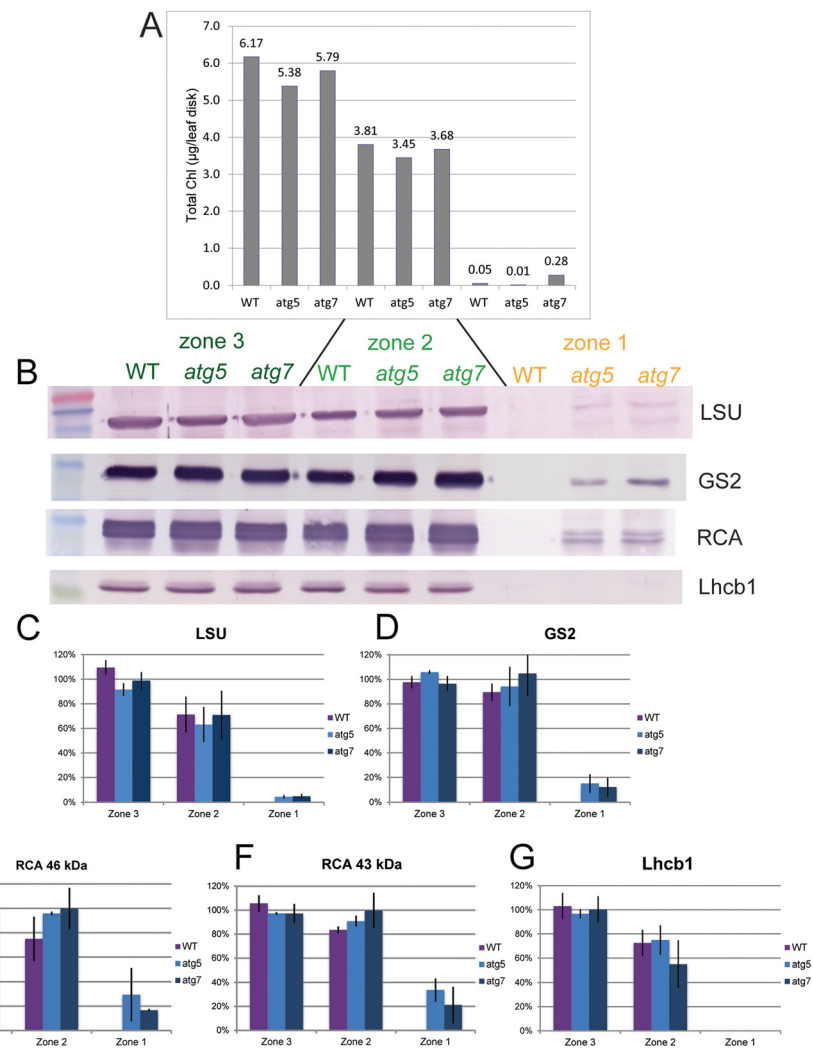 A
7.0
6.0
5.0
4.0
3.0
2.0
1.0
0.0
Total Chl (µg/leaf disk)
6.17
5.38
5.79
3.81
3.45
3.68
0.05
0.01
0.28
WT atg5 atg7 WT atg5 atg7 WT atg5 atg7
zone 3 zone 2 zone 1
B
WT atg5 atg7 WT atg5 atg7 WT atg5 atg7
LSU
GS2
RCA
Lhcb1
C
LSU
120%
100%
80%
60%
40%
20%
0%
Zone 3 Zone 2 Zone 1
WT
atg5
atg7
D
GS2
120%
100%
80%
60%
40%
20%
0%
Zone 3 Zone 2 Zone 1
WT
atg5
atg7
RCA 46 kDa
Zone 2 Zone 1
WT
atg5
atg7
F
RCA 43 kDa
120%
100%
80%
60%
40%
20%
0%
Zone 3 Zone 2 Zone 1
WT
atg5
atg7
G
Lhcb1
120%
100%
80%
60%
40%
20%
0%
Zone 3 Zone 2 Zone 1
WT
atg5
atg7